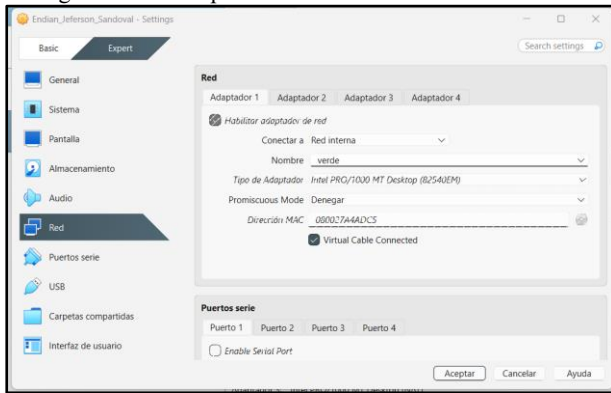 Endian_Jeferson_Sandoval - Settings
Basic Expert
Search settings
General
Sistema
Pantalla
Almacenamiento
Audio
Red
Puertos serie
USB
Carpetas compartidas
Interfaz de usuario
Red
Adaptador 1 Adaptador 2 Adaptador 3 Adaptador 4
Habilitar adaptador de red
Conectar a Red interna
Nombre verde
Tipo de Adaptador Intel PRO/1000 MT Desktop (82540EM)
Promiscuous Mode Denegar
Dirección MAC 080027A4ADC5
Virtual Cable Connected
Puertos serie
Puerto 1 Puerto 2 Puerto 3 Puerto 4
Enable Serial Port
Aceptar Cancelar Ayuda